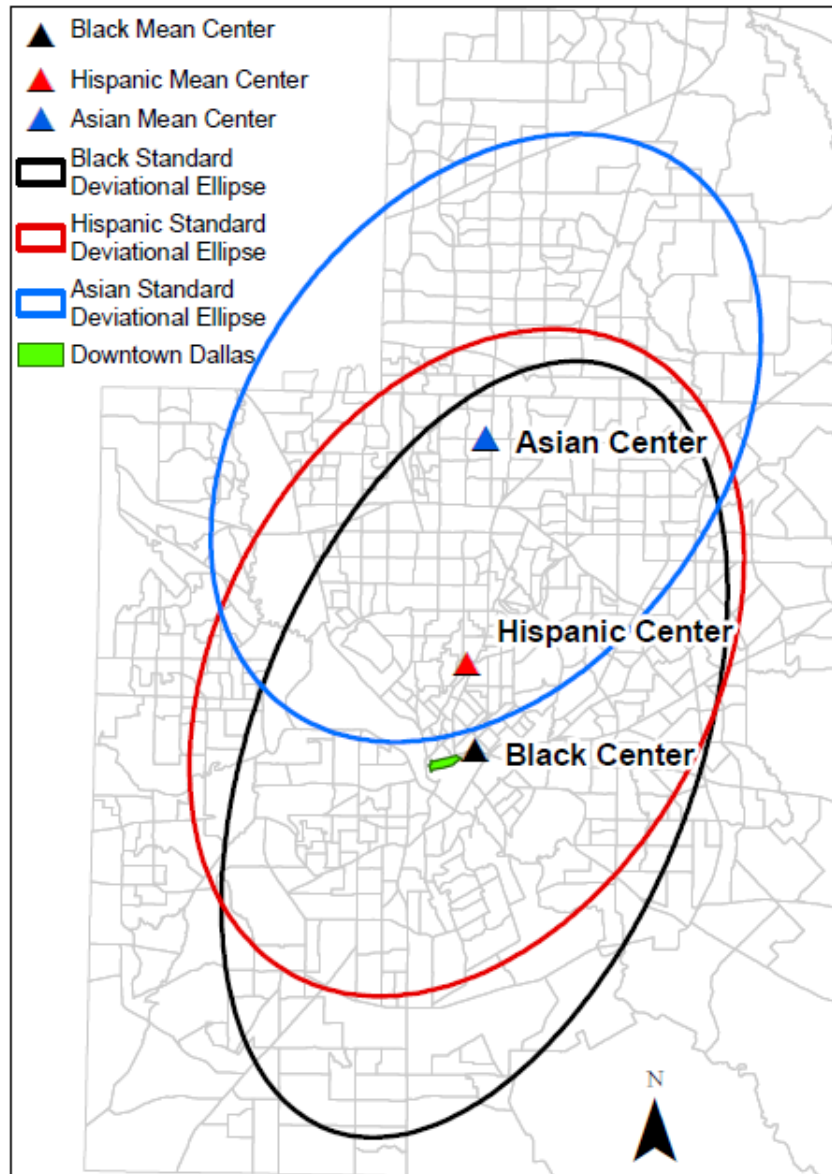 Black Mean Center
Hispanic Mean Center
Asian Mean Center
Black Standard
Deviational Ellipse
Hispanic Standard
Deviational Ellipse
Asian Standard
Deviational Ellipse
Downtown Dallas
Asian Center
Hispanic Center
Black Center
N